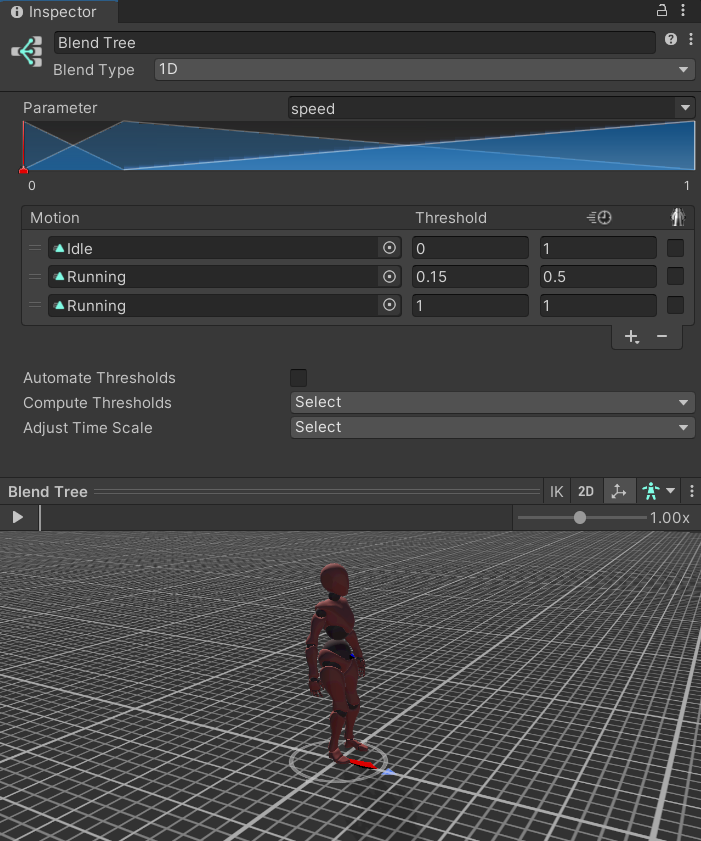 Inspector
Blend Tree
Blend Type 1D
Parameter speed
0 1
Motion Threshold
Idle 0 1
Running 0.15 0.5
Running 1 1
+ −
Automate Thresholds
Compute Thresholds Select
Adjust Time Scale Select
Blend Tree IK 2D
1.00x